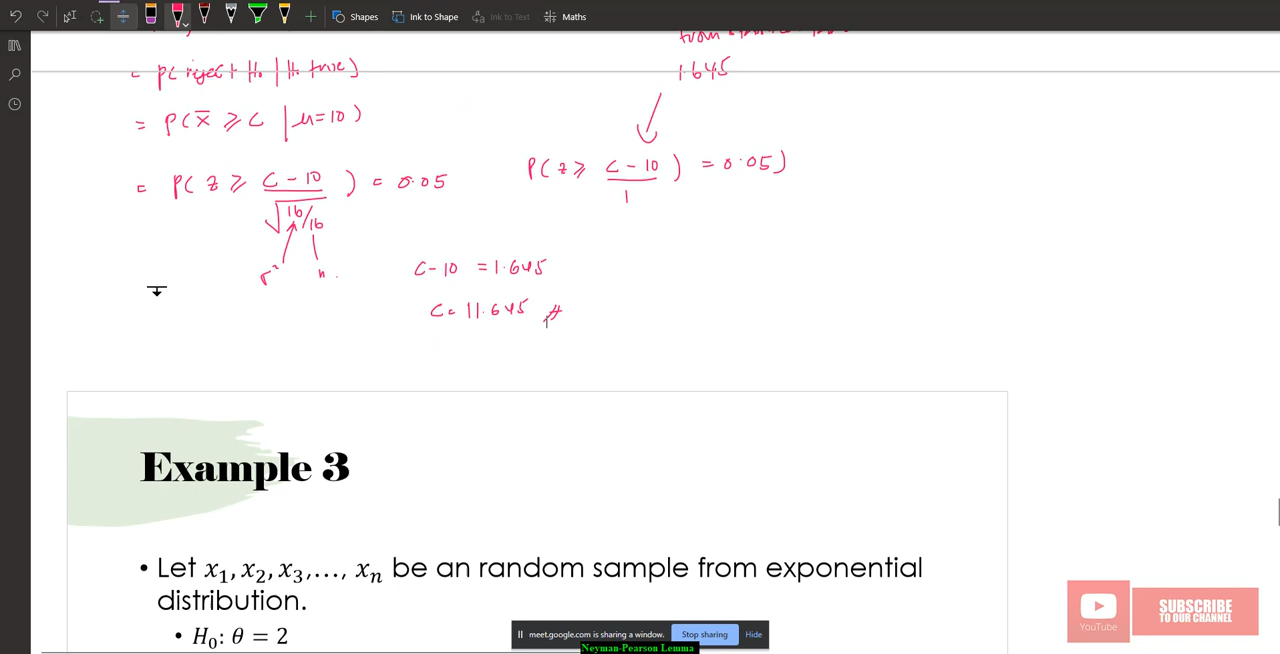 Shapes Ink to Shape Ink to Text Maths
= P(reject H₀ | H₀ true)
1.645
= P(x̄ ⩾ C | μ=10)
P(z ⩾ C-10/1) = 0.05)
= P(z ⩾ C-10/√16/16) = 0.05
σ² n.
C-10 = 1.645
C= 11.645 #
Example 3
• Let x₁, x₂, x₃,…, xₙ be an random sample from exponential
distribution.
• H₀: θ = 2
meet.google.com is sharing a window. Stop sharing Hide
Neyman-Pearson Lemma
YouTube
SUBSCRIBE
TO OUR CHANNEL